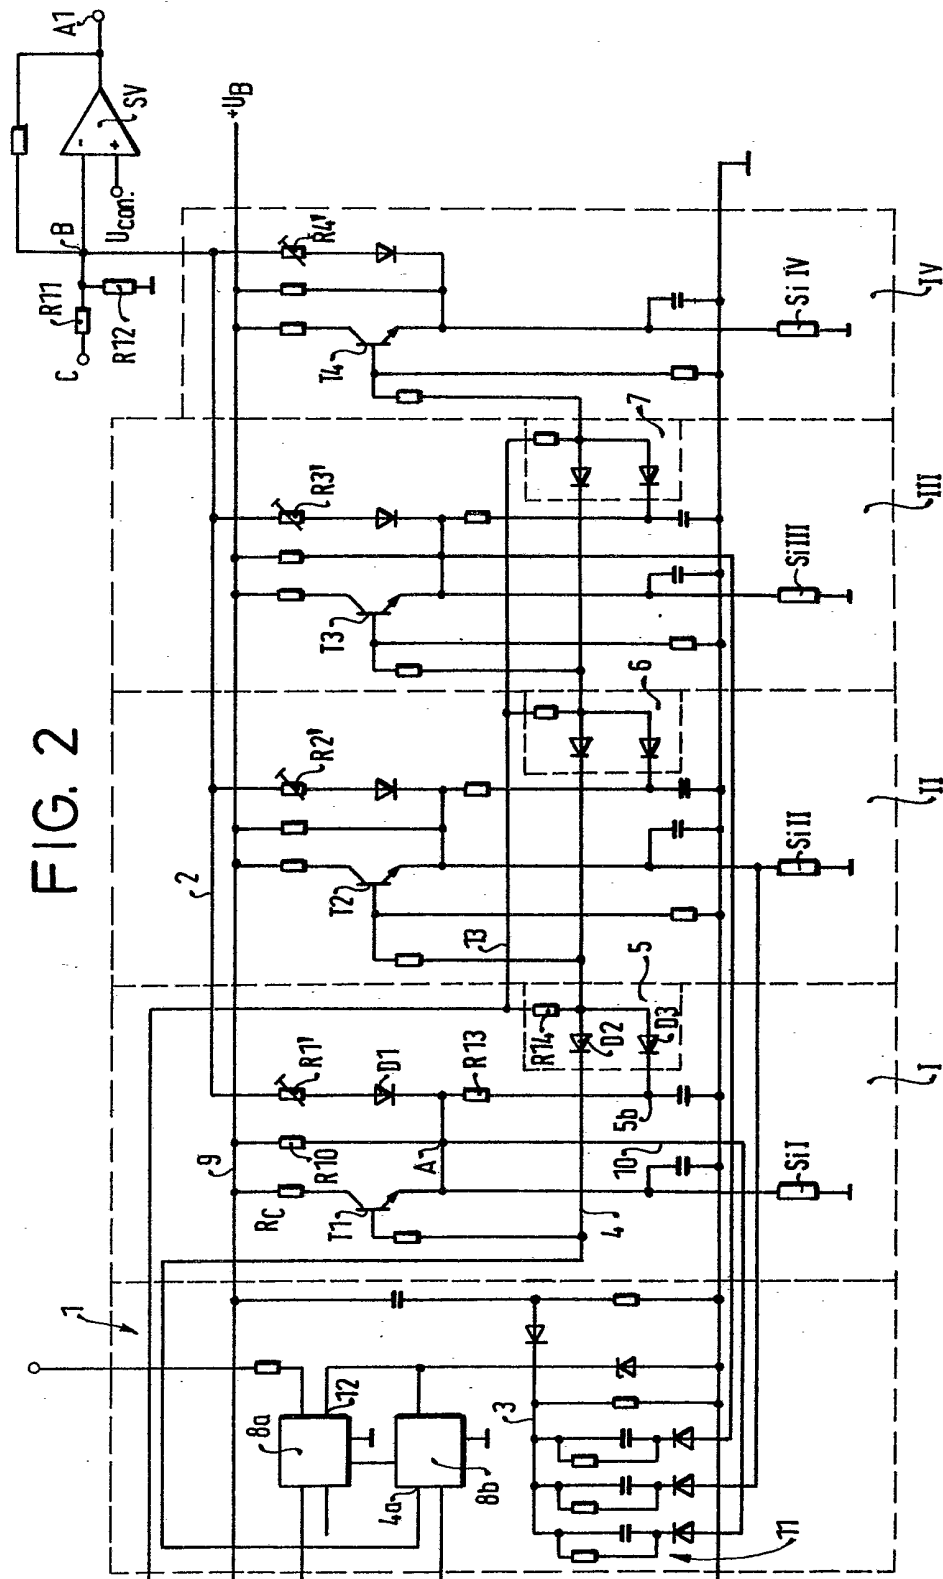 FIG. 2
A1
SV
-
+
B
Ucon.
R11
R12
C
+UB
R4'
T4
Si IV
IV
7
R3'
T3
Si III
III
6
R2'
T2
Si II
II
2
13
5
R14
D2
D3
R1'
D1
R13
5b
I
9
R10
A
10
RC
T1
4
Si I
1
8a
12
4a
8b
3
11